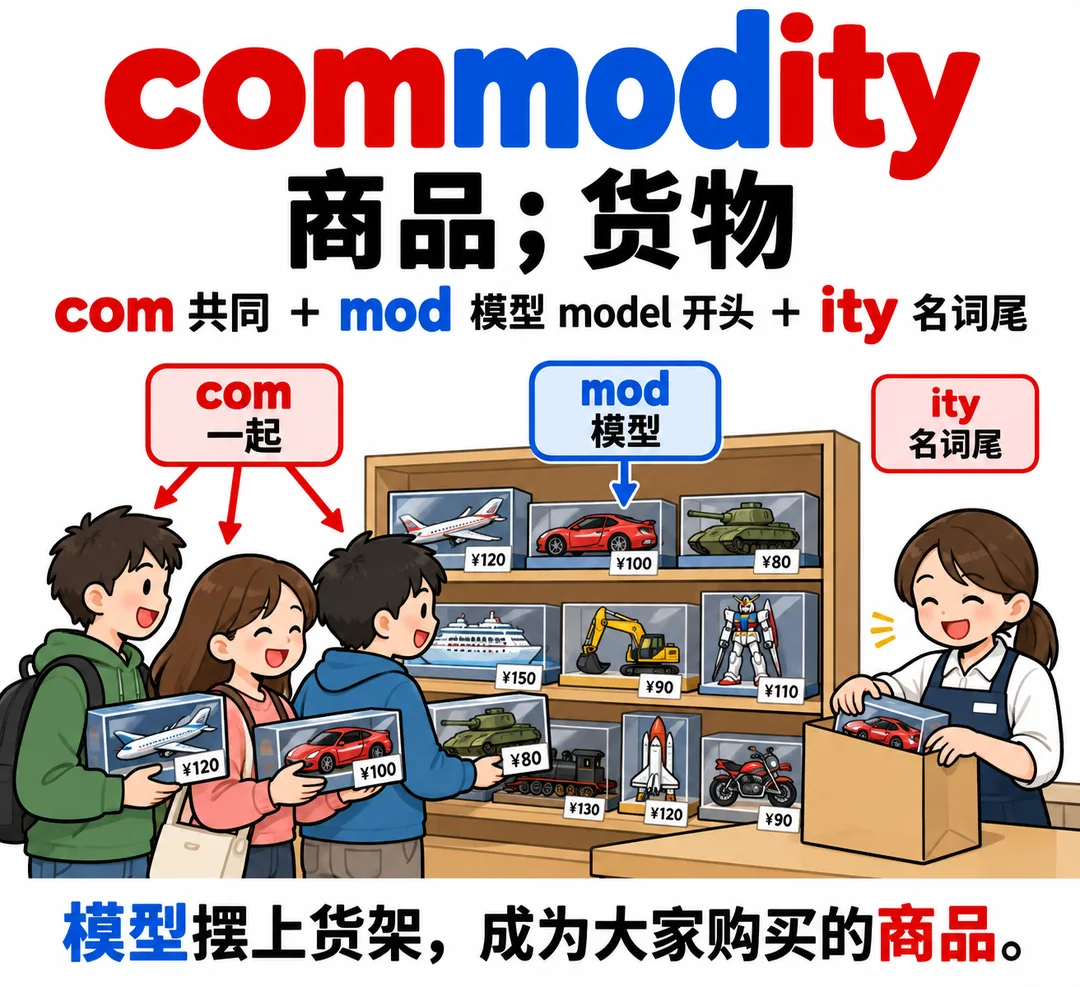 commodity
商品；货物
com 共同 + mod 模型 model 开头 + ity 名词尾
com
一起
mod
模型
ity
名词尾
¥120
¥100
¥80
¥150
¥90
¥110
¥120
¥100
¥80
¥130
¥120
¥90
模型摆上货架，成为大家购买的商品。